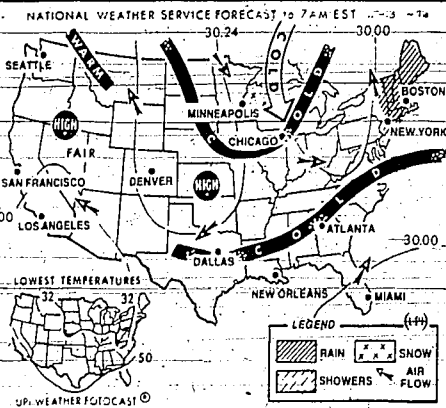 NATIONAL WEATHER SERVICE FORECAST to 7AM EST
30.24
30.00
SEATTLE
WARM
COLD
BOSTON
MINNEAPOLIS
COLD
HIGH
CHICAGO
NEW YORK
FAIR
SAN FRANCISCO
DENVER
HIGH
COLD
00
LOS ANGELES
ATLANTA
30.00
DALLAS
LOWEST TEMPERATURES
32
32
NEW ORLEANS
MIAMI
50
LEGEND
RAIN
SNOW
SHOWERS
AIR
FLOW
UPI WEATHER FOTOCAST ®